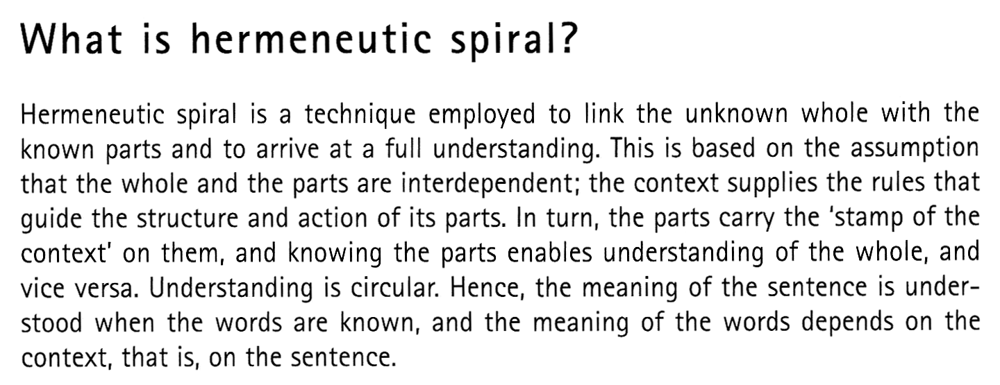 What is hermeneutic spiral?
Hermeneutic spiral is a technique employed to link the unknown whole with the
known parts and to arrive at a full understanding. This is based on the assumption
that the whole and the parts are interdependent; the context supplies the rules that
guide the structure and action of its parts. In turn, the parts carry the 'stamp of the
context' on them, and knowing the parts enables understanding of the whole, and
vice versa. Understanding is circular. Hence, the meaning of the sentence is under-
stood when the words are known, and the meaning of the words depends on the
context, that is, on the sentence.